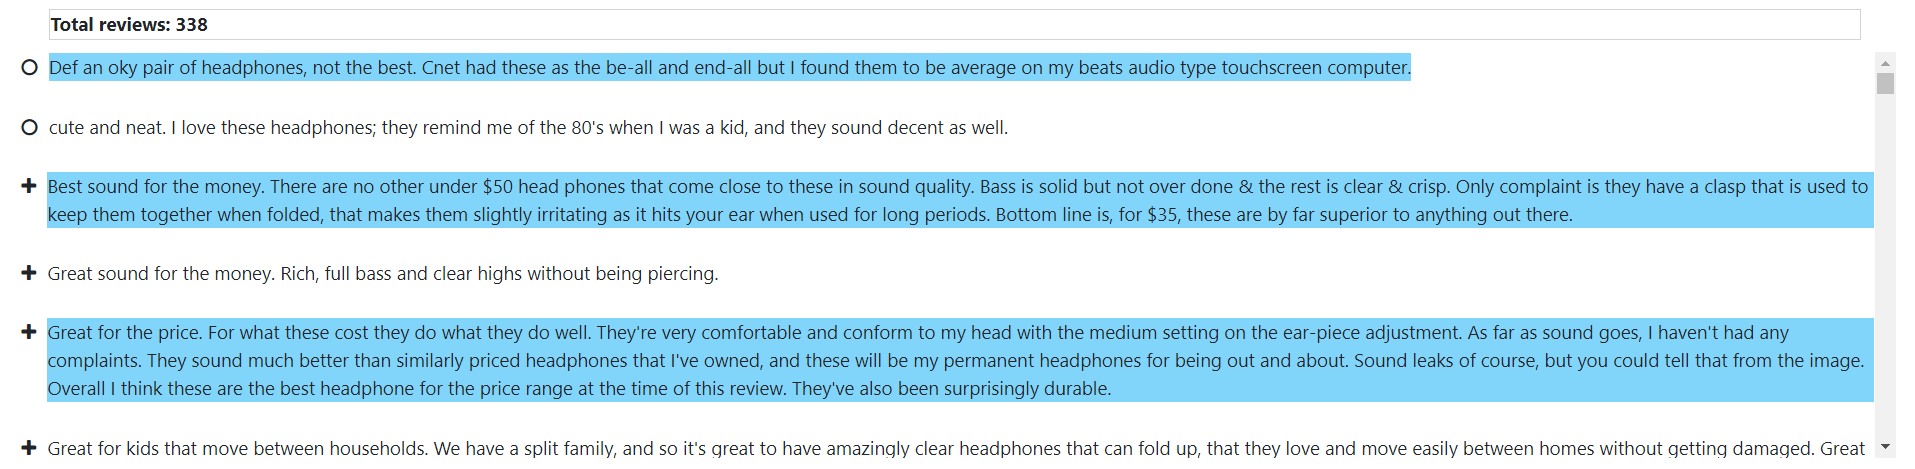 Total reviews: 338
Def an oky pair of headphones, not the best. Cnet had these as the be-all and end-all but I found them to be average on my beats audio type touchscreen computer.
cute and neat. I love these headphones; they remind me of the 80's when I was a kid, and they sound decent as well.
Best sound for the money. There are no other under $50 head phones that come close to these in sound quality. Bass is solid but not over done & the rest is clear & crisp. Only complaint is they have a clasp that is used to
keep them together when folded, that makes them slightly irritating as it hits your ear when used for long periods. Bottom line is, for $35, these are by far superior to anything out there.
Great sound for the money. Rich, full bass and clear highs without being piercing.
Great for the price. For what these cost they do what they do well. They're very comfortable and conform to my head with the medium setting on the ear-piece adjustment. As far as sound goes, I haven't had any
complaints. They sound much better than similarly priced headphones that I've owned, and these will be my permanent headphones for being out and about. Sound leaks of course, but you could tell that from the image.
Overall I think these are the best headphone for the price range at the time of this review. They've also been surprisingly durable.
Great for kids that move between households. We have a split family, and so it's great to have amazingly clear headphones that can fold up, that they love and move easily between homes without getting damaged. Great